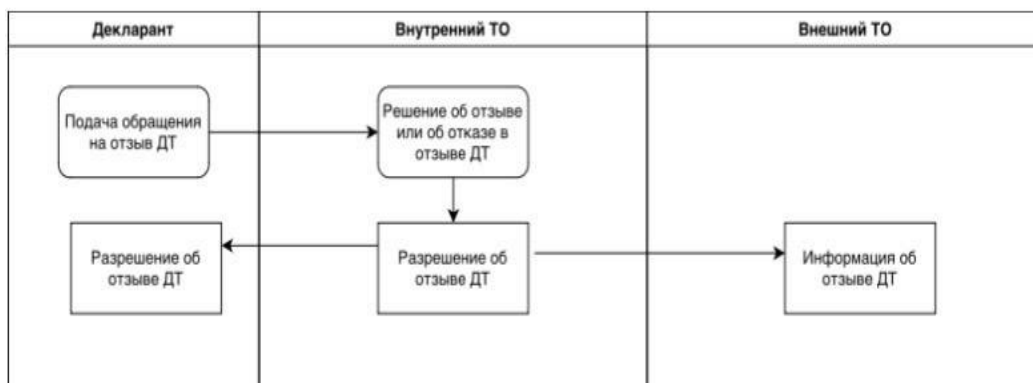 Декларант
Внутренний ТО
Внешний ТО
Подача обращения
на отзыв ДТ
Решение об отзыве
или об отказе в
отзыве ДТ
Разрешение об
отзыве ДТ
Разрешение об
отзыве ДТ
Информация об
отзыве ДТ